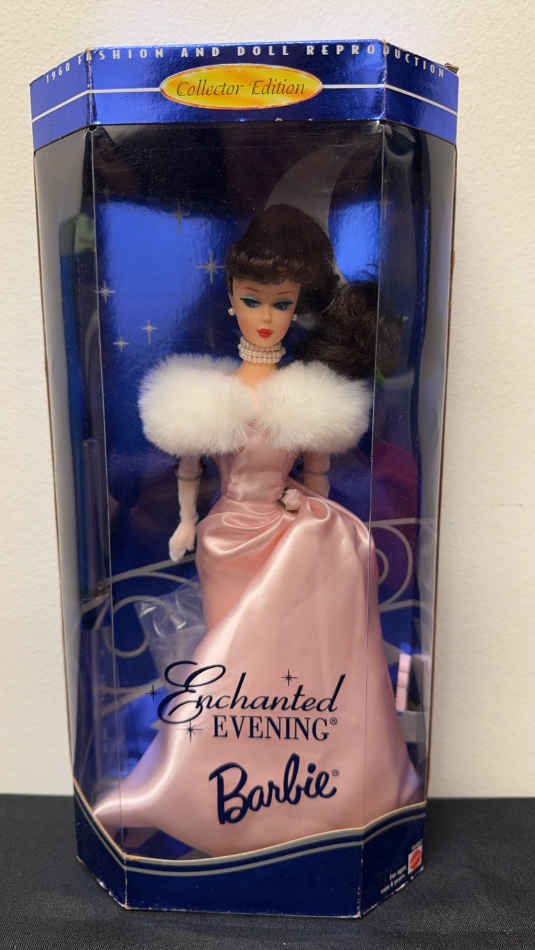 1960 FASHION AND DOLL REPRODUCTION
Collector Edition
Enchanted
EVENING®
Barbie®